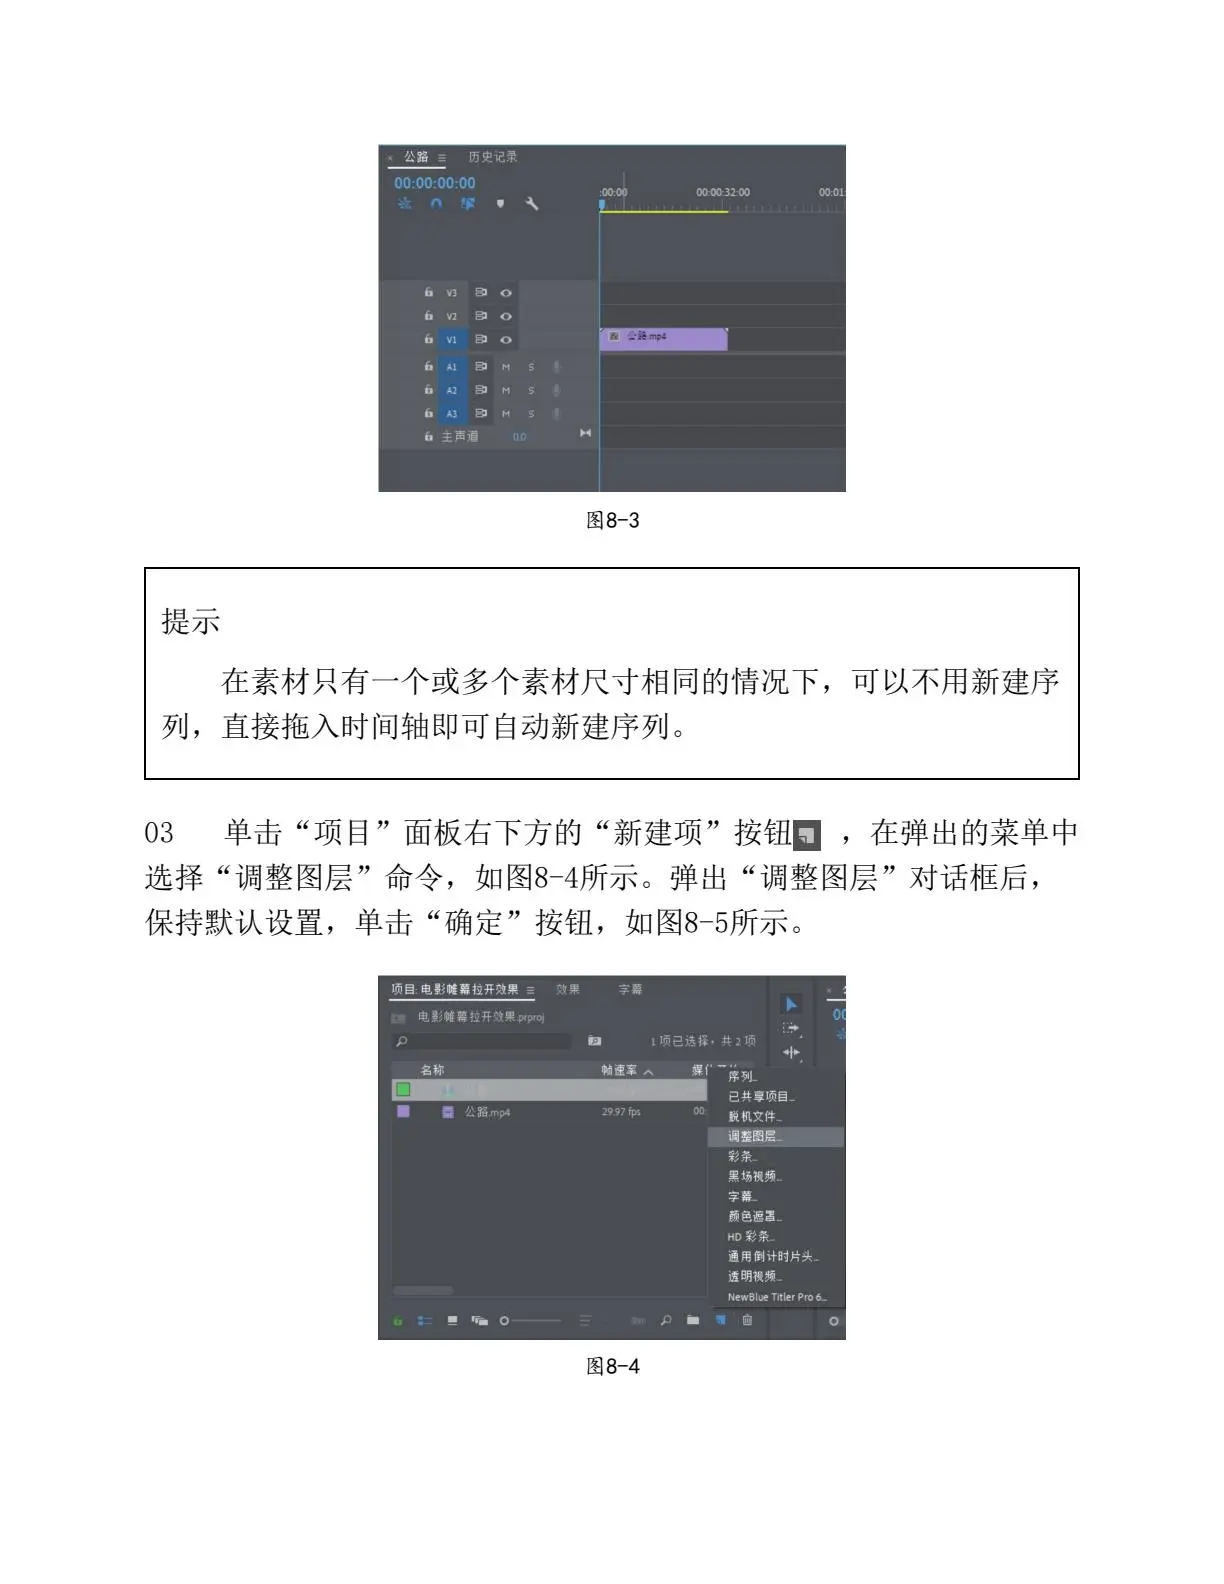 公路 历史记录
00:00:00:00
:00:00 00:00:32:00 00:01:
V3
V2
V1 公路.mp4
A1 M S
A2 M S
A3 M S
主声道 0.0
图8-3
提示
在素材只有一个或多个素材尺寸相同的情况下，可以不用新建序
列，直接拖入时间轴即可自动新建序列。
03 单击“项目”面板右下方的“新建项”按钮 ，在弹出的菜单中
选择“调整图层”命令，如图8-4所示。弹出“调整图层”对话框后，
保持默认设置，单击“确定”按钮，如图8-5所示。
项目: 电影帷幕拉开效果 效果 字幕
电影帷幕拉开效果.prproj
1 项已选择，共 2 项
名称 帧速率
公路.mp4 29.97 fps 00:
序列...
已共享项目...
脱机文件...
调整图层...
彩条...
黑场视频...
字幕...
颜色遮罩...
HD 彩条...
通用倒计时片头...
透明视频...
NewBlue Titler Pro 6...
图8-4